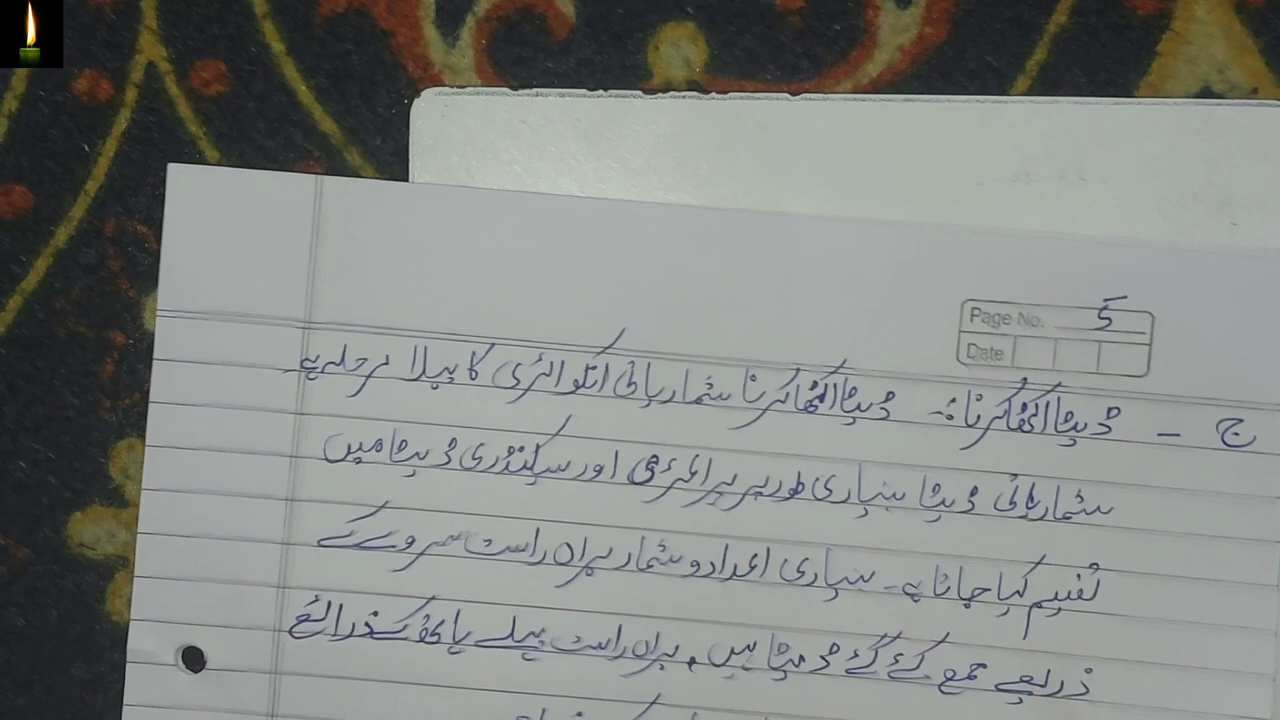 Page No. 5
Date
ج - ڈیٹا اکٹھا کرنا :- ڈیٹا اکٹھا کرنا شماریاتی انکوائری کا پہلا مرحلہ ہے
شماریاتی ڈیٹا بنیادی طور پر پرائمری اور سیکنڈری ڈیٹا میں
تقسیم کیا جاتا ہے۔ بنیادی اعداد و شمار براہ راست سروے کے
ذریعے جمع کئے گئے ڈیٹا ہیں، براہ راست پہلے ہاتھ کے ذرائع